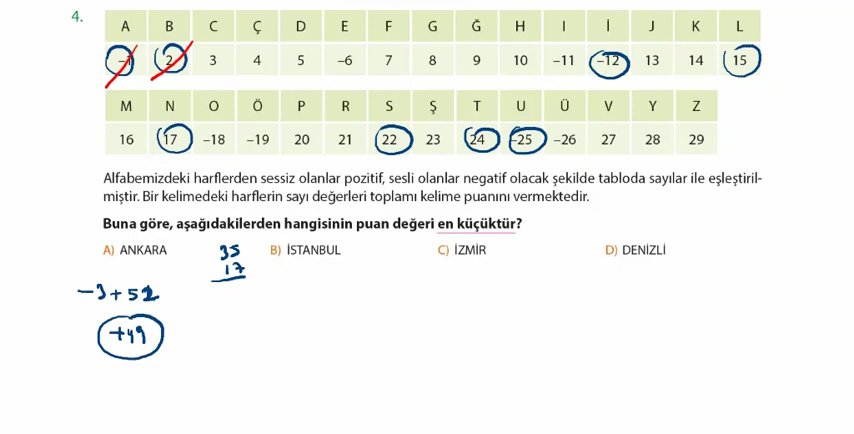 4.
A B C Ç D E F G Ğ H I İ J K L
–1 2 3 4 5 –6 7 8 9 10 –11 –12 13 14 15
M N O Ö P R S Ş T U Ü V Y Z
16 17 –18 –19 20 21 22 23 24 –25 –26 27 28 29
Alfabemizdeki harflerden sessiz olanlar pozitif, sesli olanlar negatif olacak şekilde tabloda sayılar ile eşleştiril-
miştir. Bir kelimedeki harflerin sayı değerleri toplamı kelime puanını vermektedir.
Buna göre, aşağıdakilerden hangisinin puan değeri en küçüktür?
A) ANKARA B) İSTANBUL C) İZMİR D) DENİZLİ
35
17
–3+52
+49